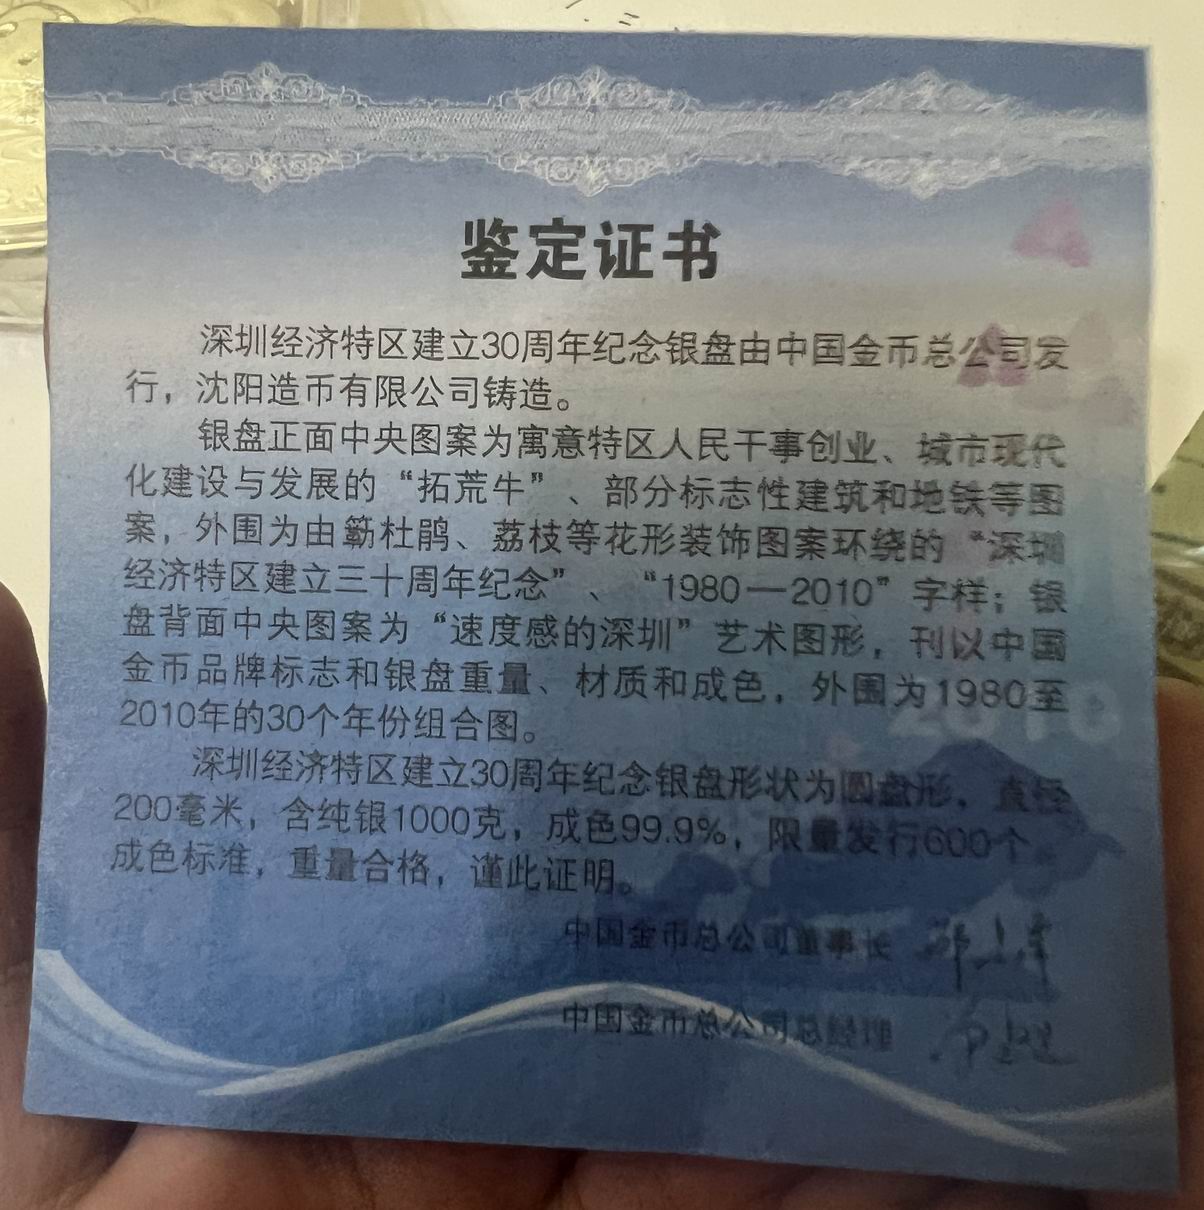 鉴定证书
深圳经济特区建立30周年纪念银盘由中国金币总公司发
行，沈阳造币有限公司铸造。
银盘正面中央图案为寓意特区人民干事创业、城市现代
化建设与发展的“拓荒牛”、部分标志性建筑和地铁等图
案，外围为由簕杜鹃、荔枝等花形装饰图案环绕的“深圳
经济特区建立三十周年纪念”、“1980—2010”字样；银
盘背面中央图案为“速度感的深圳”艺术图形，刊以中国
金币品牌标志和银盘重量、材质和成色，外围为1980至
2010年的30个年份组合图。
2010
深圳经济特区建立30周年纪念银盘形状为圆盘形，直径
200毫米，含纯银1000克，成色99.9%，限量发行600个。
成色标准，重量合格，谨此证明。
中国金币总公司董事长
中国金币总公司总经理